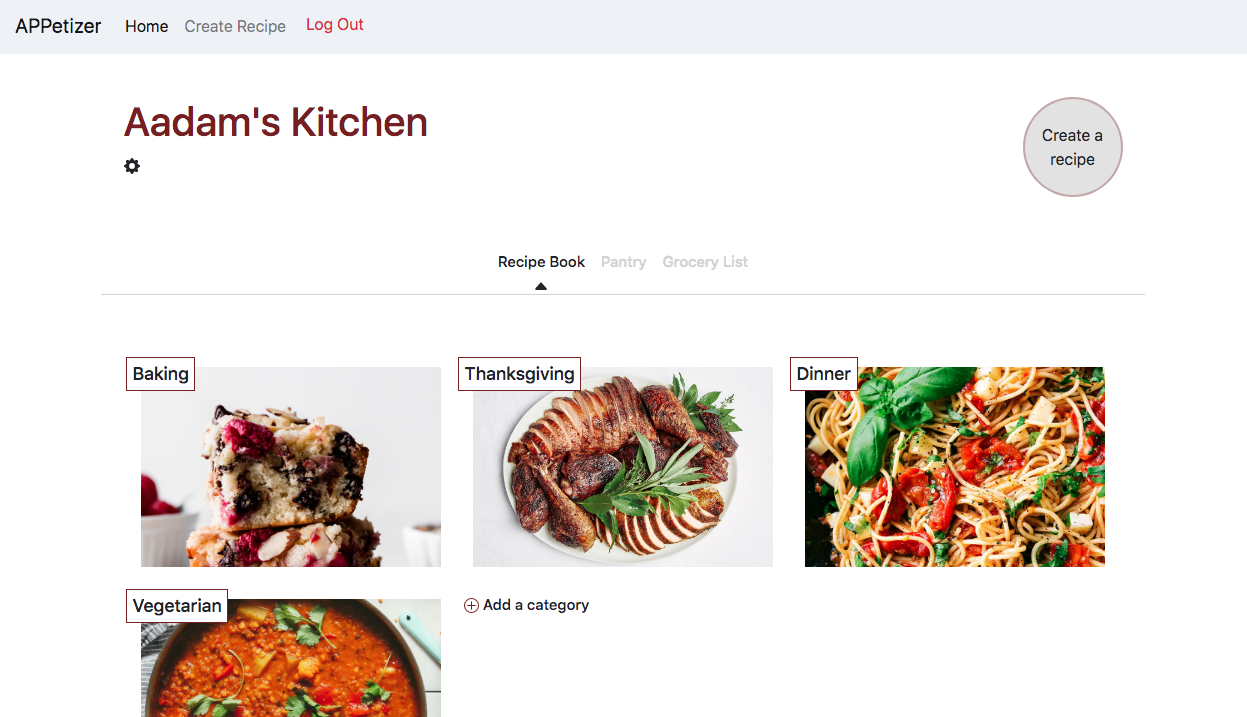 APPetizer Home Create Recipe Log Out
Aadam's Kitchen
Create a
recipe
Recipe Book Pantry Grocery List
Baking Thanksgiving Dinner
Vegetarian Add a category